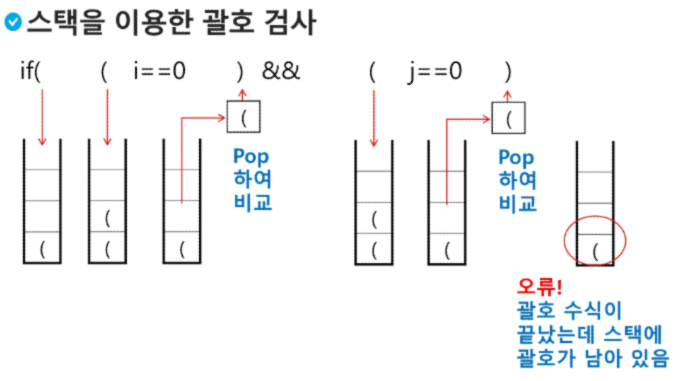 스택을 이용한 괄호 검사
if( ( i==0 ) && ( j==0 )
( (
Pop
하여
비교
Pop
하여
비교
( (
( ( ( ( ( (
오류!
괄호 수식이
끝났는데 스택에
괄호가 남아 있음